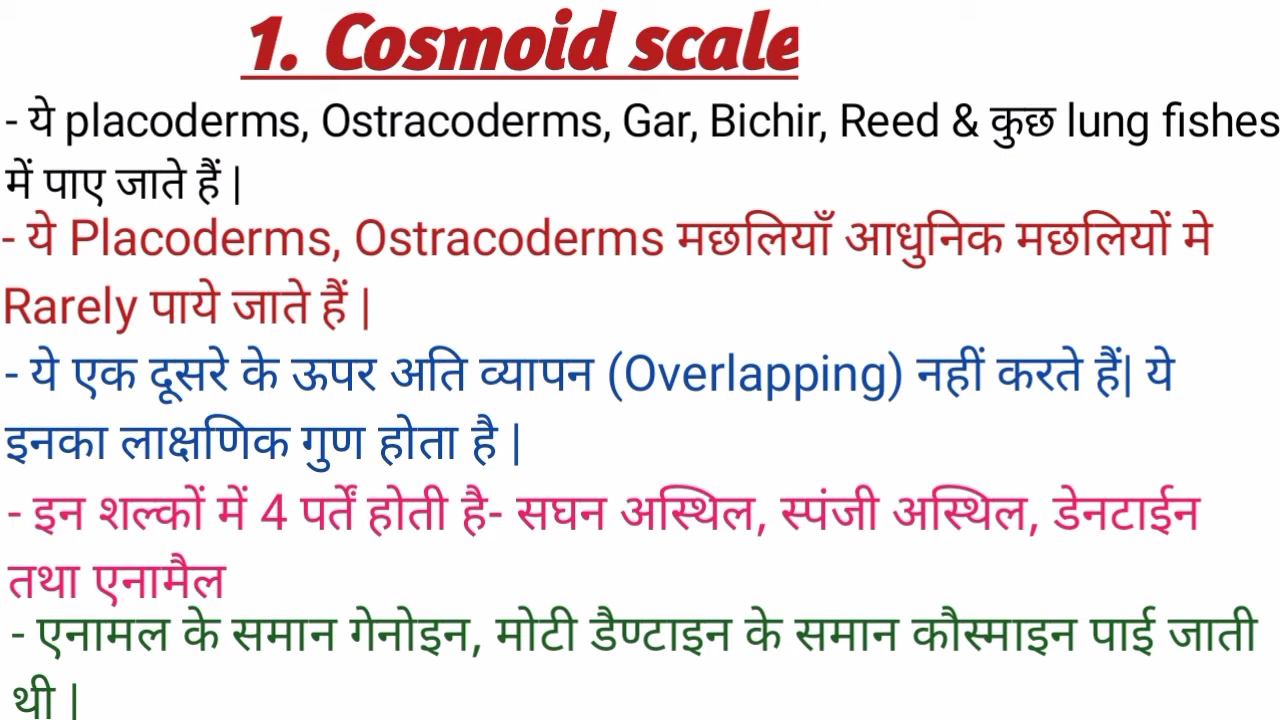 1. Cosmoid scale
- ये placoderms, Ostracoderms, Gar, Bichir, Reed & कुछ lung fishes
में पाए जाते हैं |
- ये Placoderms, Ostracoderms मछलियाँ आधुनिक मछलियों मे
Rarely पाये जाते हैं |
- ये एक दूसरे के ऊपर अति व्यापन (Overlapping) नहीं करते हैं| ये
इनका लाक्षणिक गुण होता है |
- इन शल्कों में 4 पर्तें होती है- सघन अस्थिल, स्पंजी अस्थिल, डेनटाईन
तथा एनामैल
- एनामल के समान गेनोइन, मोटी डैण्टाइन के समान कौस्माइन पाई जाती
थी |